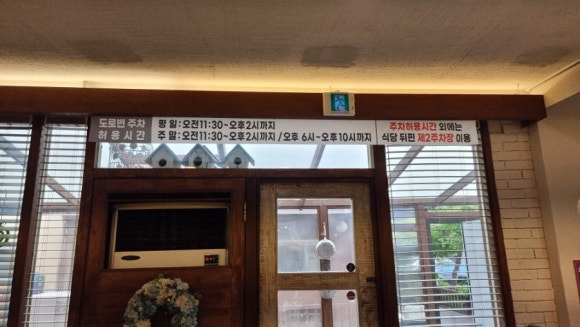 도로변 주차
허용시간
평 일 : 오전11:30~오후2시까지
주 말 : 오전11:30~오후2시까지 / 오후 6시~오후10시까지
주차허용시간 외에는
식당 뒤편 제2주차장 이용